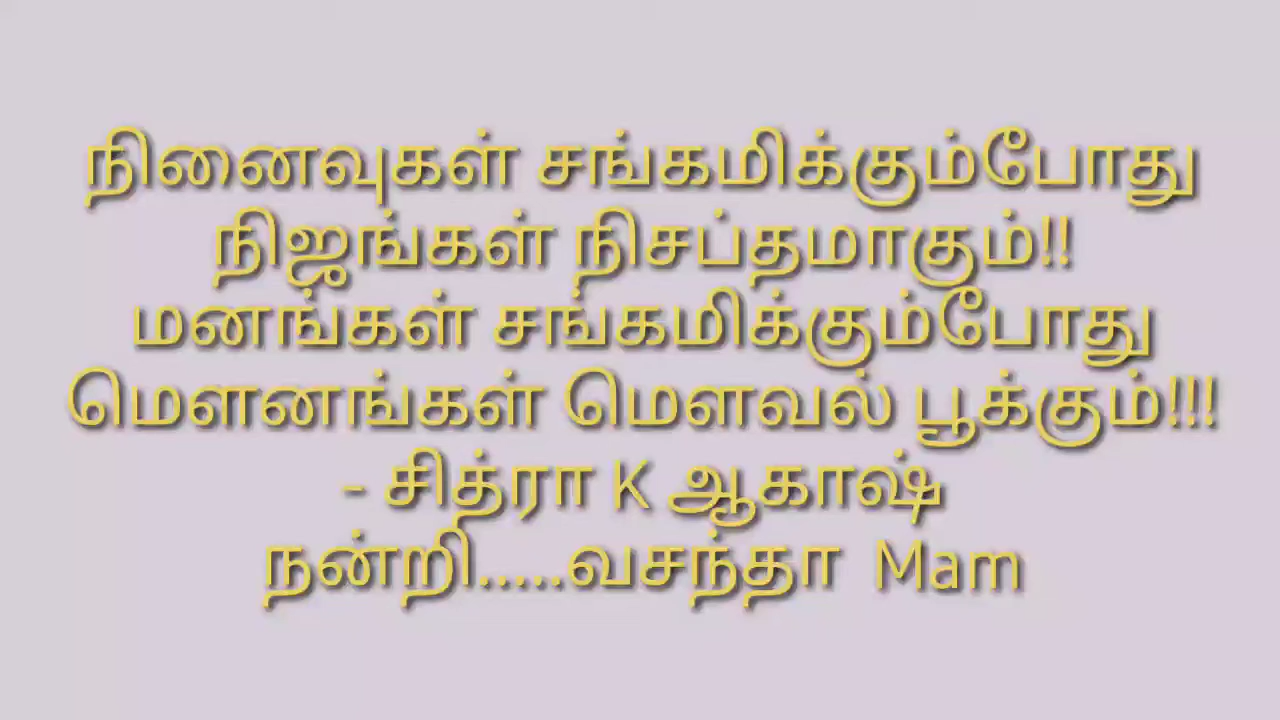 நினைவுகள் சங்கமிக்கும்போது
நிஜங்கள் நிசப்தமாகும்!!
மனங்கள் சங்கமிக்கும்போது
மௌனங்கள் மௌவல் பூக்கும்!!!
- சித்ரா K ஆகாஷ்
நன்றி.....வசந்தா Mam